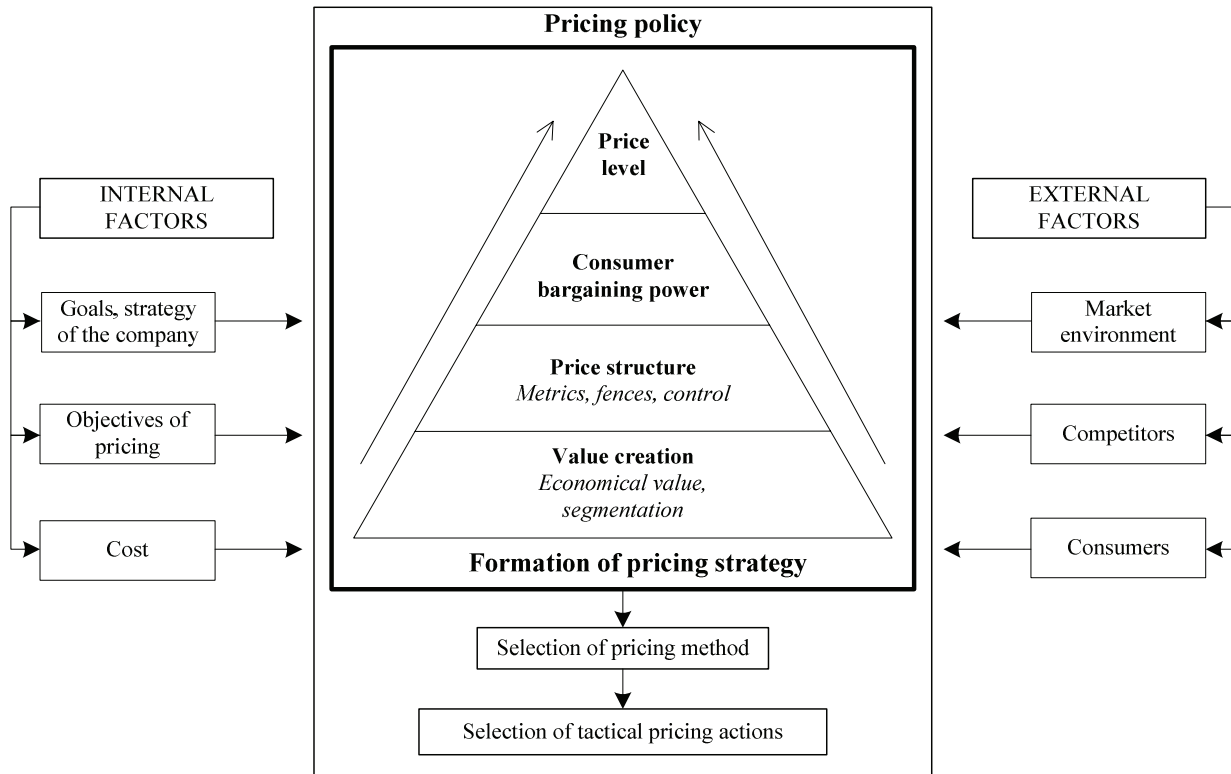 Pricing policy
INTERNAL
FACTORS
Goals, strategy
of the company
Objectives of
pricing
Cost
Price
level
Consumer
bargaining power
Price structure
Metrics, fences, control
Value creation
Economical value,
segmentation
Formation of pricing strategy
Selection of pricing method
Selection of tactical pricing actions
EXTERNAL
FACTORS
Market
environment
Competitors
Consumers